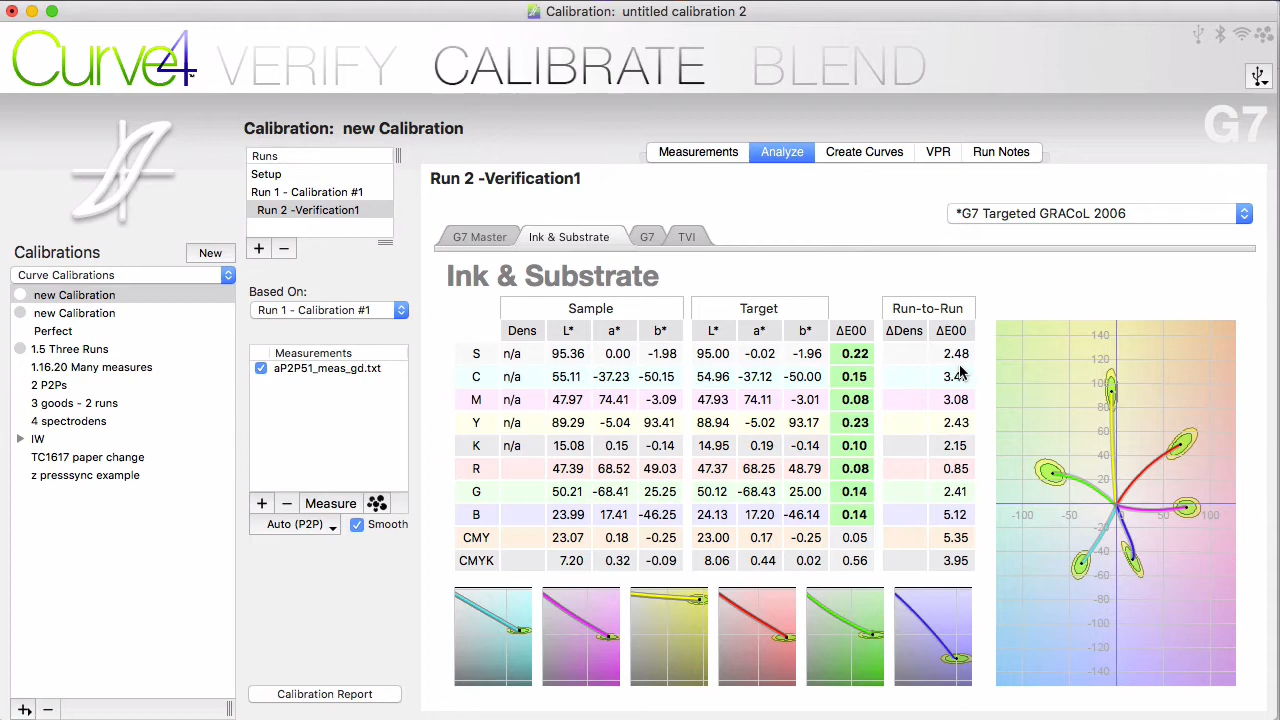 Calibration: untitled calibration 2
Curve4™ VERIFY CALIBRATE BLEND
G7
Calibration: new Calibration
Runs
Setup
Run 1 - Calibration #1
Run 2 -Verification1
Measurements Analyze Create Curves VPR Run Notes
Run 2 -Verification1
*G7 Targeted GRACoL 2006
Calibrations New
Curve Calibrations
new Calibration
new Calibration
Perfect
1.5 Three Runs
1.16.20 Many measures
2 P2Ps
3 goods - 2 runs
4 spectrodens
IW
TC1617 paper change
z presssync example
Based On:
Run 1 - Calibration #1
Measurements
aP2P51_meas_gd.txt
+ − Measure
Auto (P2P) Smooth
Calibration Report
G7 Master Ink & Substrate G7 TVI
Ink & Substrate
Sample Target Run-to-Run
Dens L* a* b* L* a* b* ΔE00 ΔDens ΔE00
S n/a 95.36 0.00 -1.98 95.00 -0.02 -1.96 0.22 2.48
C n/a 55.11 -37.23 -50.15 54.96 -37.12 -50.00 0.15
M n/a 47.97 74.41 -3.09 47.93 74.11 -3.01 0.08 3.08
Y n/a 89.29 -5.04 93.41 88.94 -5.02 93.17 0.23 2.43
K n/a 15.08 0.15 -0.14 14.95 0.19 -0.14 0.10 2.15
R 47.39 68.52 49.03 47.37 68.25 48.79 0.08 0.85
G 50.21 -68.41 25.25 50.12 -68.43 25.00 0.14 2.41
B 23.99 17.41 -46.25 24.13 17.20 -46.14 0.14 5.12
CMY 23.07 0.18 -0.25 23.00 0.17 -0.25 0.05 5.35
CMYK 7.20 0.32 -0.09 8.06 0.44 0.02 0.56 3.95
140
120
100
80
60
40
20
-100 -50 50 100
-20
-40
-60
-80
-100
-120
-140